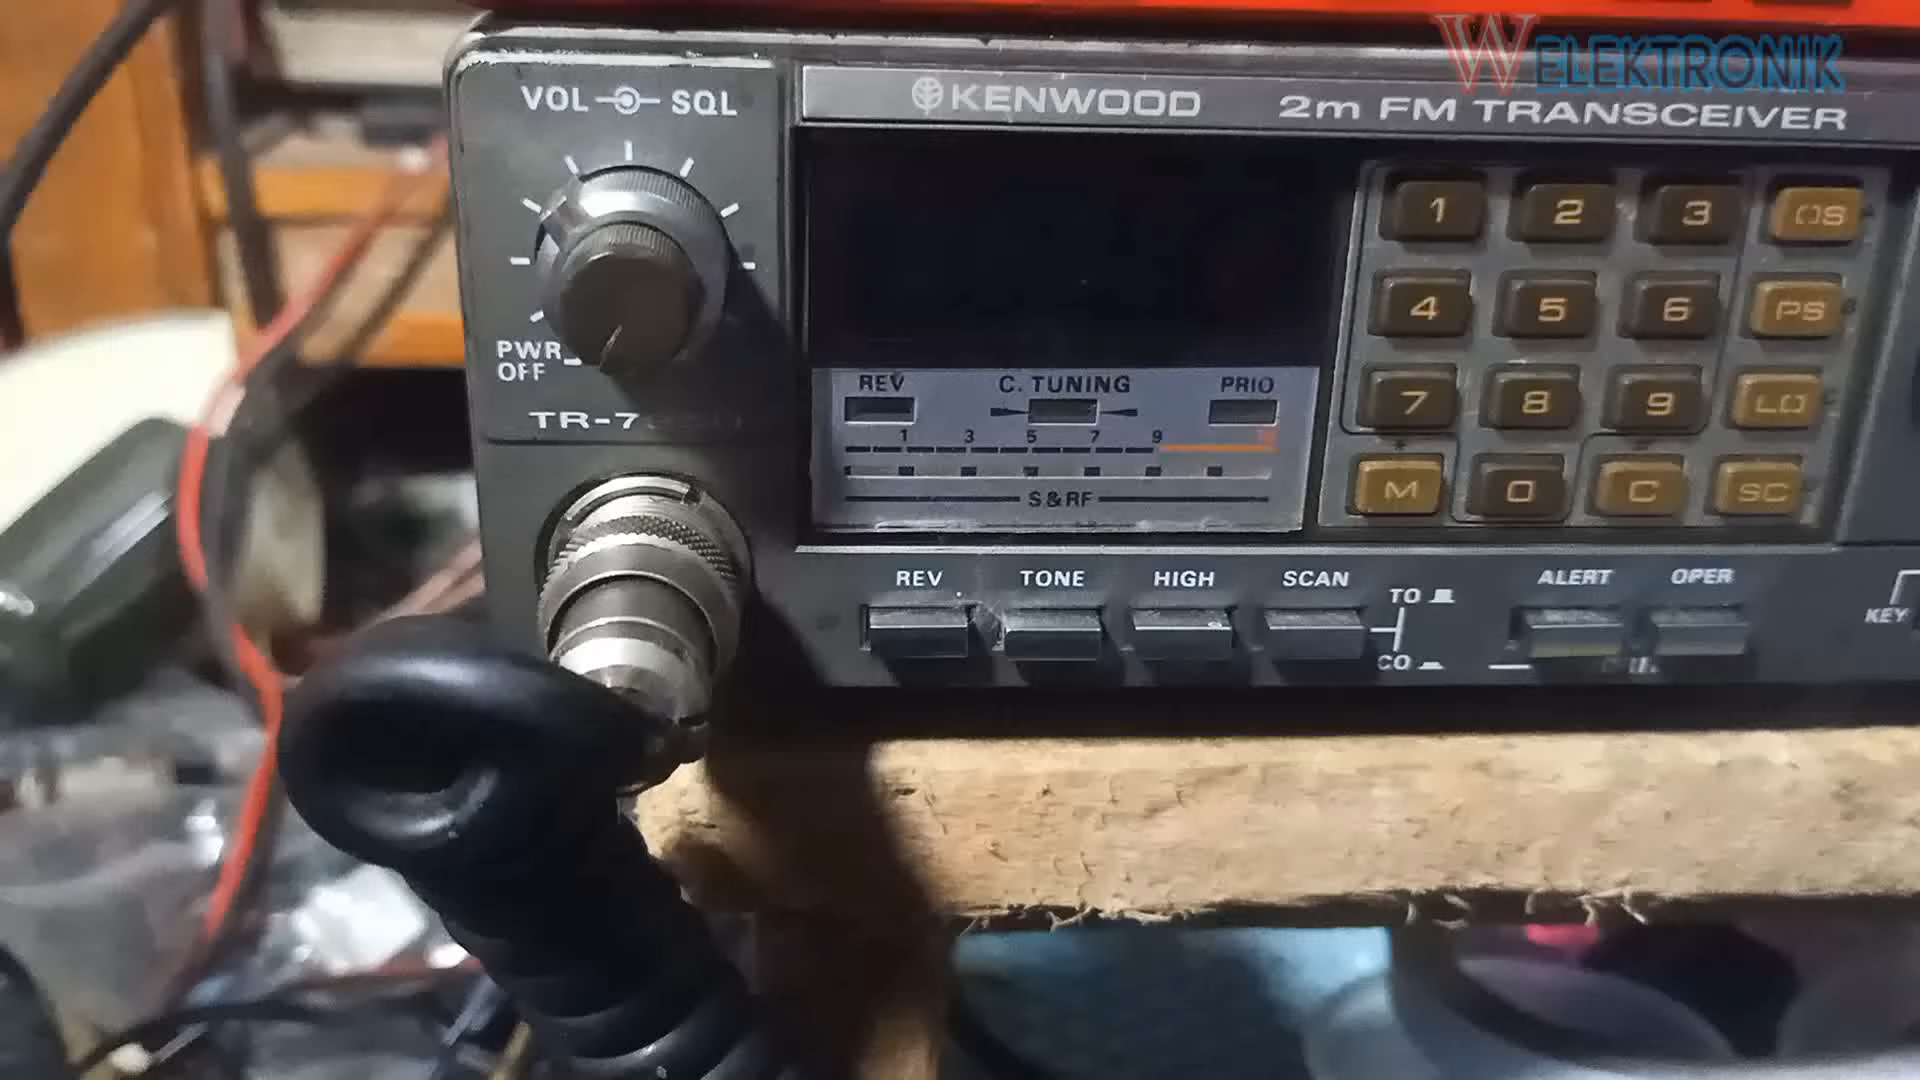 WELEKTRONIK
VOL SQL
KENWOOD 2m FM TRANSCEIVER
1 2 3 OS
4 5 6 PS
7 8 9 LO
M 0 C SC
PWR
OFF
REV C. TUNING PRIO
1 3 5 7 9
S&RF
REV TONE HIGH SCAN
TO
CO
ALERT OPER
KEY